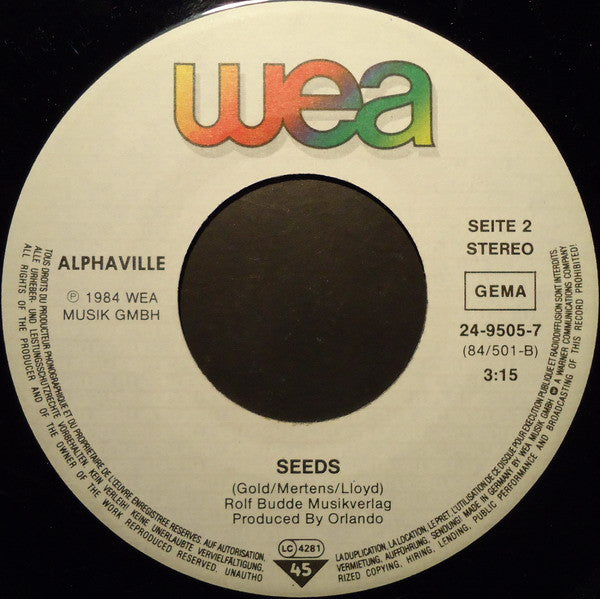 wea
ALPHAVILLE
℗ 1984 WEA
MUSIK GMBH
SEITE 2
STEREO
GEMA
24-9505-7
(84/501-B)
3:15
SEEDS
(Gold/Mertens/Lloyd)
Rolf Budde Musikverlag
Produced By Orlando
LC 4281
45
TOUS DROITS DU PRODUCTEUR PHONOGRAPHIQUE ET DU PROPRIETAIRE DE L'ŒUVRE ENREGISTREE RESERVES. SAUF AUTORISATION,
LA DUPLICATION, LA LOCATION, LE PRET, L'UTILISATION DE CE DISQUE POUR EXECUTION PUBLIQUE ET RADIODIFFUSION SONT INTERDITS.
ALLE URHEBER- UND LEISTUNGSSCHUTZRECHTE VORBEHALTEN. KEIN VERLEIH! KEINE UNERLAUBTE VERVIELFÄLTIGUNG,
VERMIETUNG, AUFFÜHRUNG, SENDUNG! MADE IN GERMANY BY WEA MUSIK GMBH. A WARNER COMMUNICATIONS COMPANY
ALL RIGHTS OF THE PRODUCER AND OF THE OWNER OF THE WORK REPRODUCED RESERVED. UNAUTHO
RIZED COPYING, HIRING, LENDING, PUBLIC PERFORMANCE AND BROADCASTING OF THIS RECORD PROHIBITED!